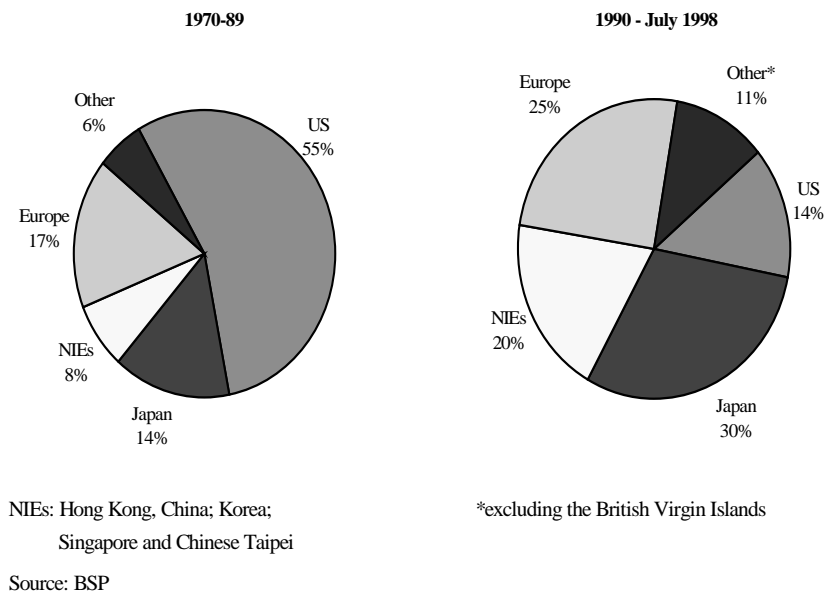 1970-89
Other
6%
US
55%
Europe
17%
NIEs
8%
Japan
14%
1990 - July 1998
Europe
25%
Other*
11%
US
14%
NIEs
20%
Japan
30%
NIEs: Hong Kong, China; Korea;
Singapore and Chinese Taipei
*excluding the British Virgin Islands
Source: BSP